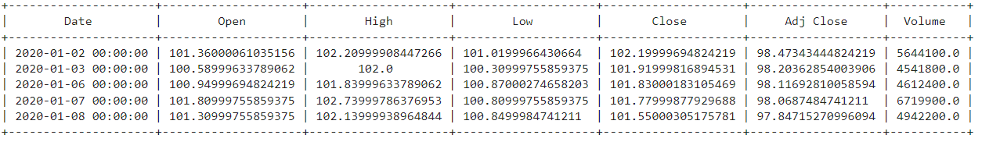 +---------------------+--------------------+--------------------+--------------------+--------------------+-------------------+-----------+
|        Date         |        Open        |        High        |        Low         |       Close        |     Adj Close     |  Volume   |
+---------------------+--------------------+--------------------+--------------------+--------------------+-------------------+-----------+
| 2020-01-02 00:00:00 | 101.36000061035156 | 102.20999908447266 | 101.0199966430664  | 102.19999694824219 | 98.47343444824219 | 5644100.0 |
| 2020-01-03 00:00:00 | 100.58999633789062 |       102.0        | 100.30999755859375 | 101.91999816894531 | 98.20362854003906 | 4541800.0 |
| 2020-01-06 00:00:00 | 100.94999694824219 | 101.83999633789062 | 100.87000274658203 | 101.83000183105469 | 98.11692810058594 | 4612400.0 |
| 2020-01-07 00:00:00 | 101.80999755859375 | 102.73999786376953 | 100.80999755859375 | 101.77999877929688 | 98.0687484741211  | 6719900.0 |
| 2020-01-08 00:00:00 | 101.30999755859375 | 102.13999938964844 | 100.8499984741211  | 101.55000305175781 | 97.84715270996094 | 4942200.0 |
+---------------------+--------------------+--------------------+--------------------+--------------------+-------------------+-----------+